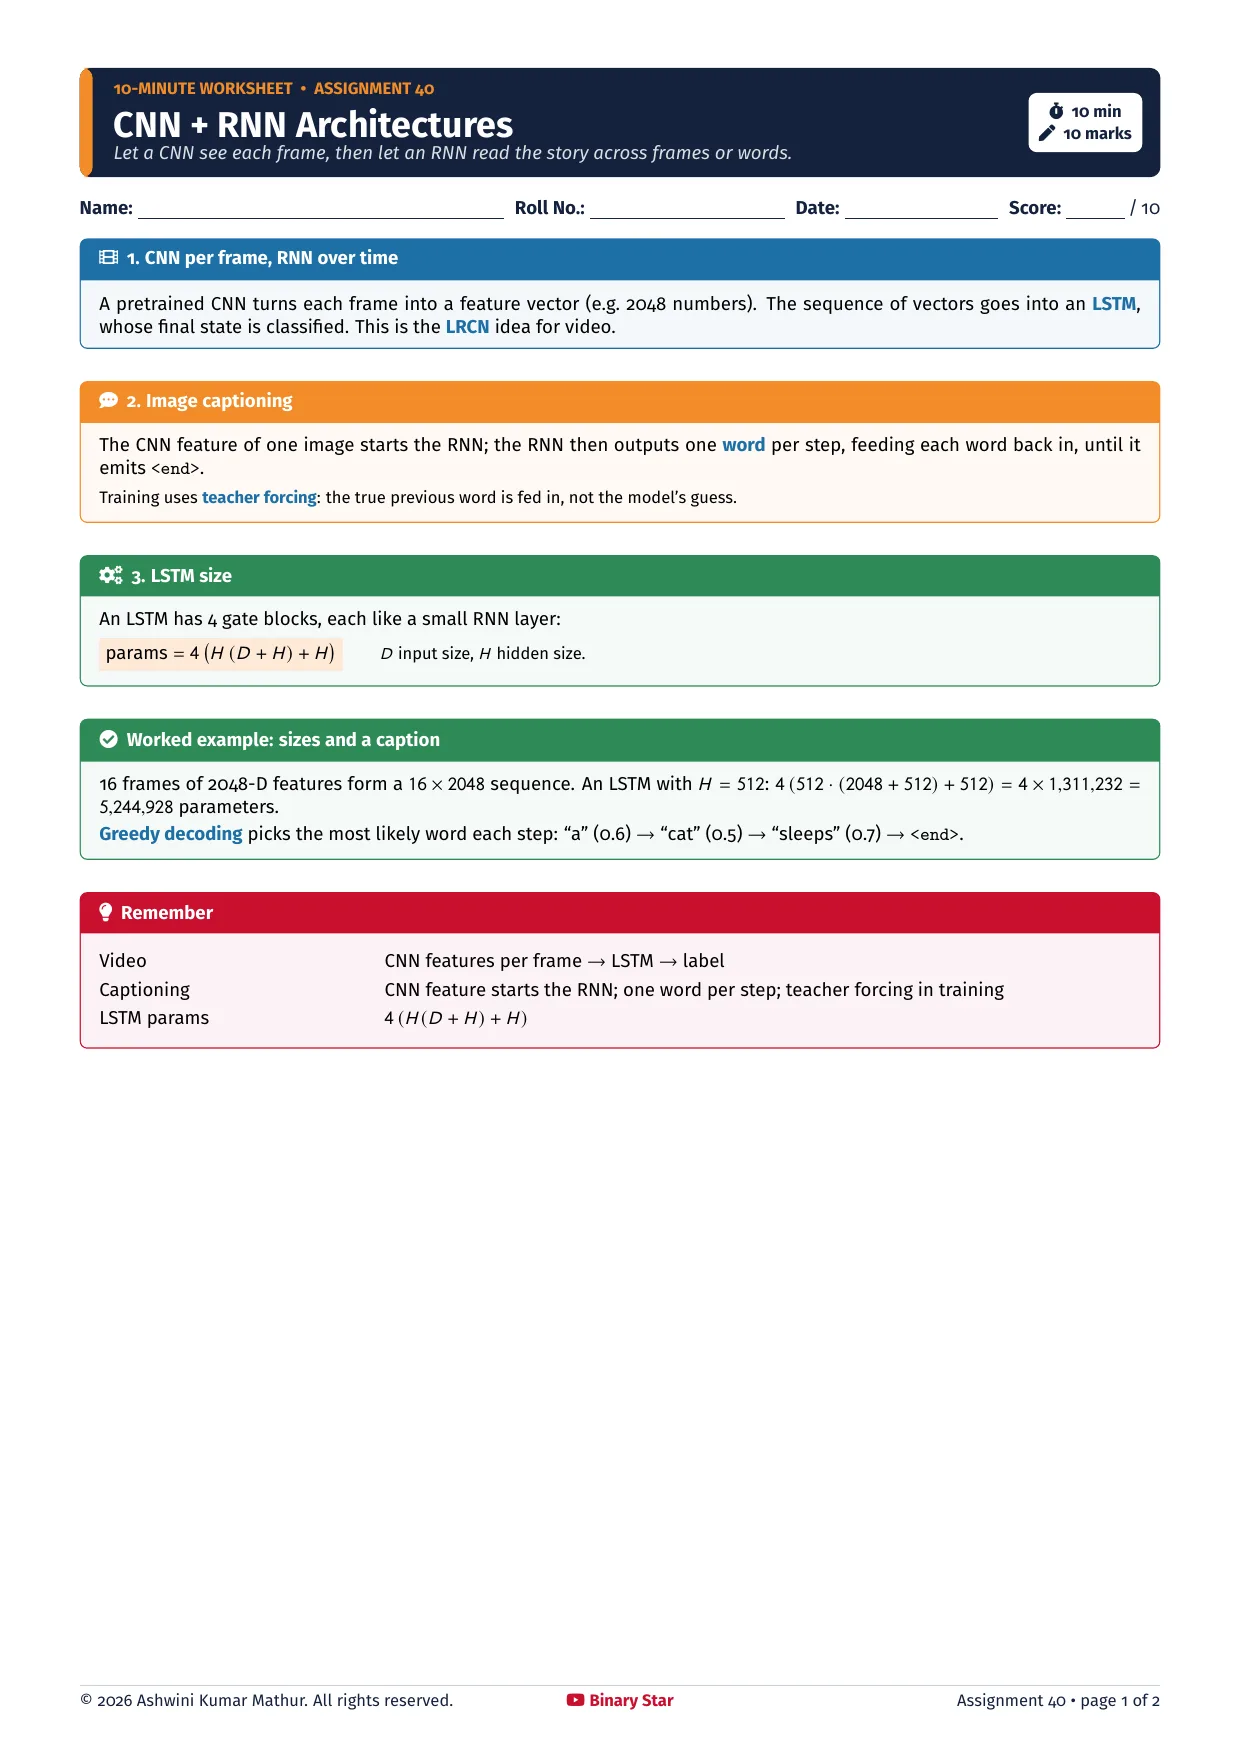 10-MINUTE WORKSHEET • ASSIGNMENT 40
CNN + RNN Architectures
Let a CNN see each frame, then let an RNN read the story across frames or words.
10 min
10 marks
Name: Roll No.: Date: Score: / 10
1. CNN per frame, RNN over time
A pretrained CNN turns each frame into a feature vector (e.g. 2048 numbers). The sequence of vectors goes into an LSTM,
whose final state is classified. This is the LRCN idea for video.
2. Image captioning
The CNN feature of one image starts the RNN; the RNN then outputs one word per step, feeding each word back in, until it
emits <end>.
Training uses teacher forcing: the true previous word is fed in, not the model's guess.
3. LSTM size
An LSTM has 4 gate blocks, each like a small RNN layer:
params = 4 (H (D + H) + H) D input size, H hidden size.
Worked example: sizes and a caption
16 frames of 2048-D features form a 16 × 2048 sequence. An LSTM with H = 512: 4 (512 · (2048 + 512) + 512) = 4 × 1,311,232 =
5,244,928 parameters.
Greedy decoding picks the most likely word each step: “a” (0.6) → “cat” (0.5) → “sleeps” (0.7) → <end>.
Remember
Video CNN features per frame → LSTM → label
Captioning CNN feature starts the RNN; one word per step; teacher forcing in training
LSTM params 4 (H(D + H) + H)
© 2026 Ashwini Kumar Mathur. All rights reserved. Binary Star Assignment 40 • page 1 of 2